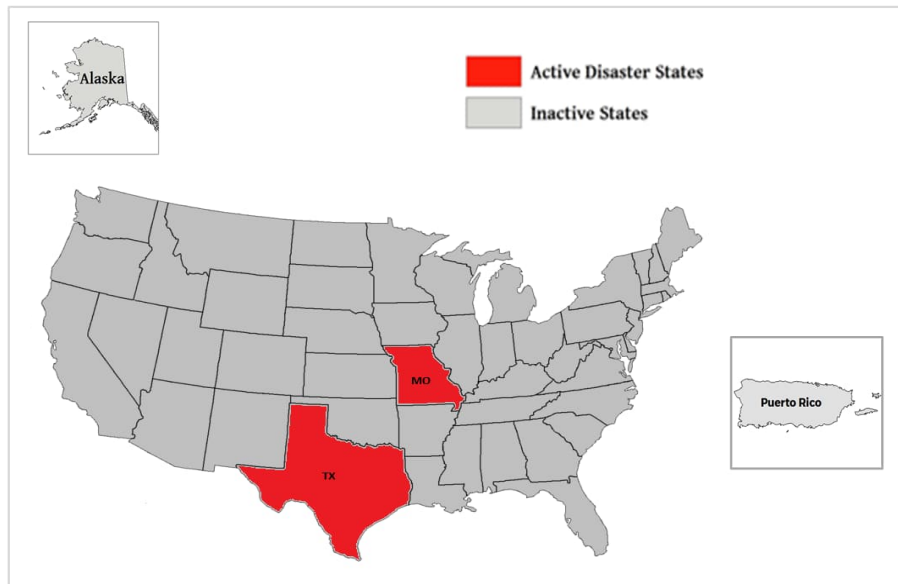 Alaska
Active Disaster States
Inactive States
MO
TX
Puerto Rico